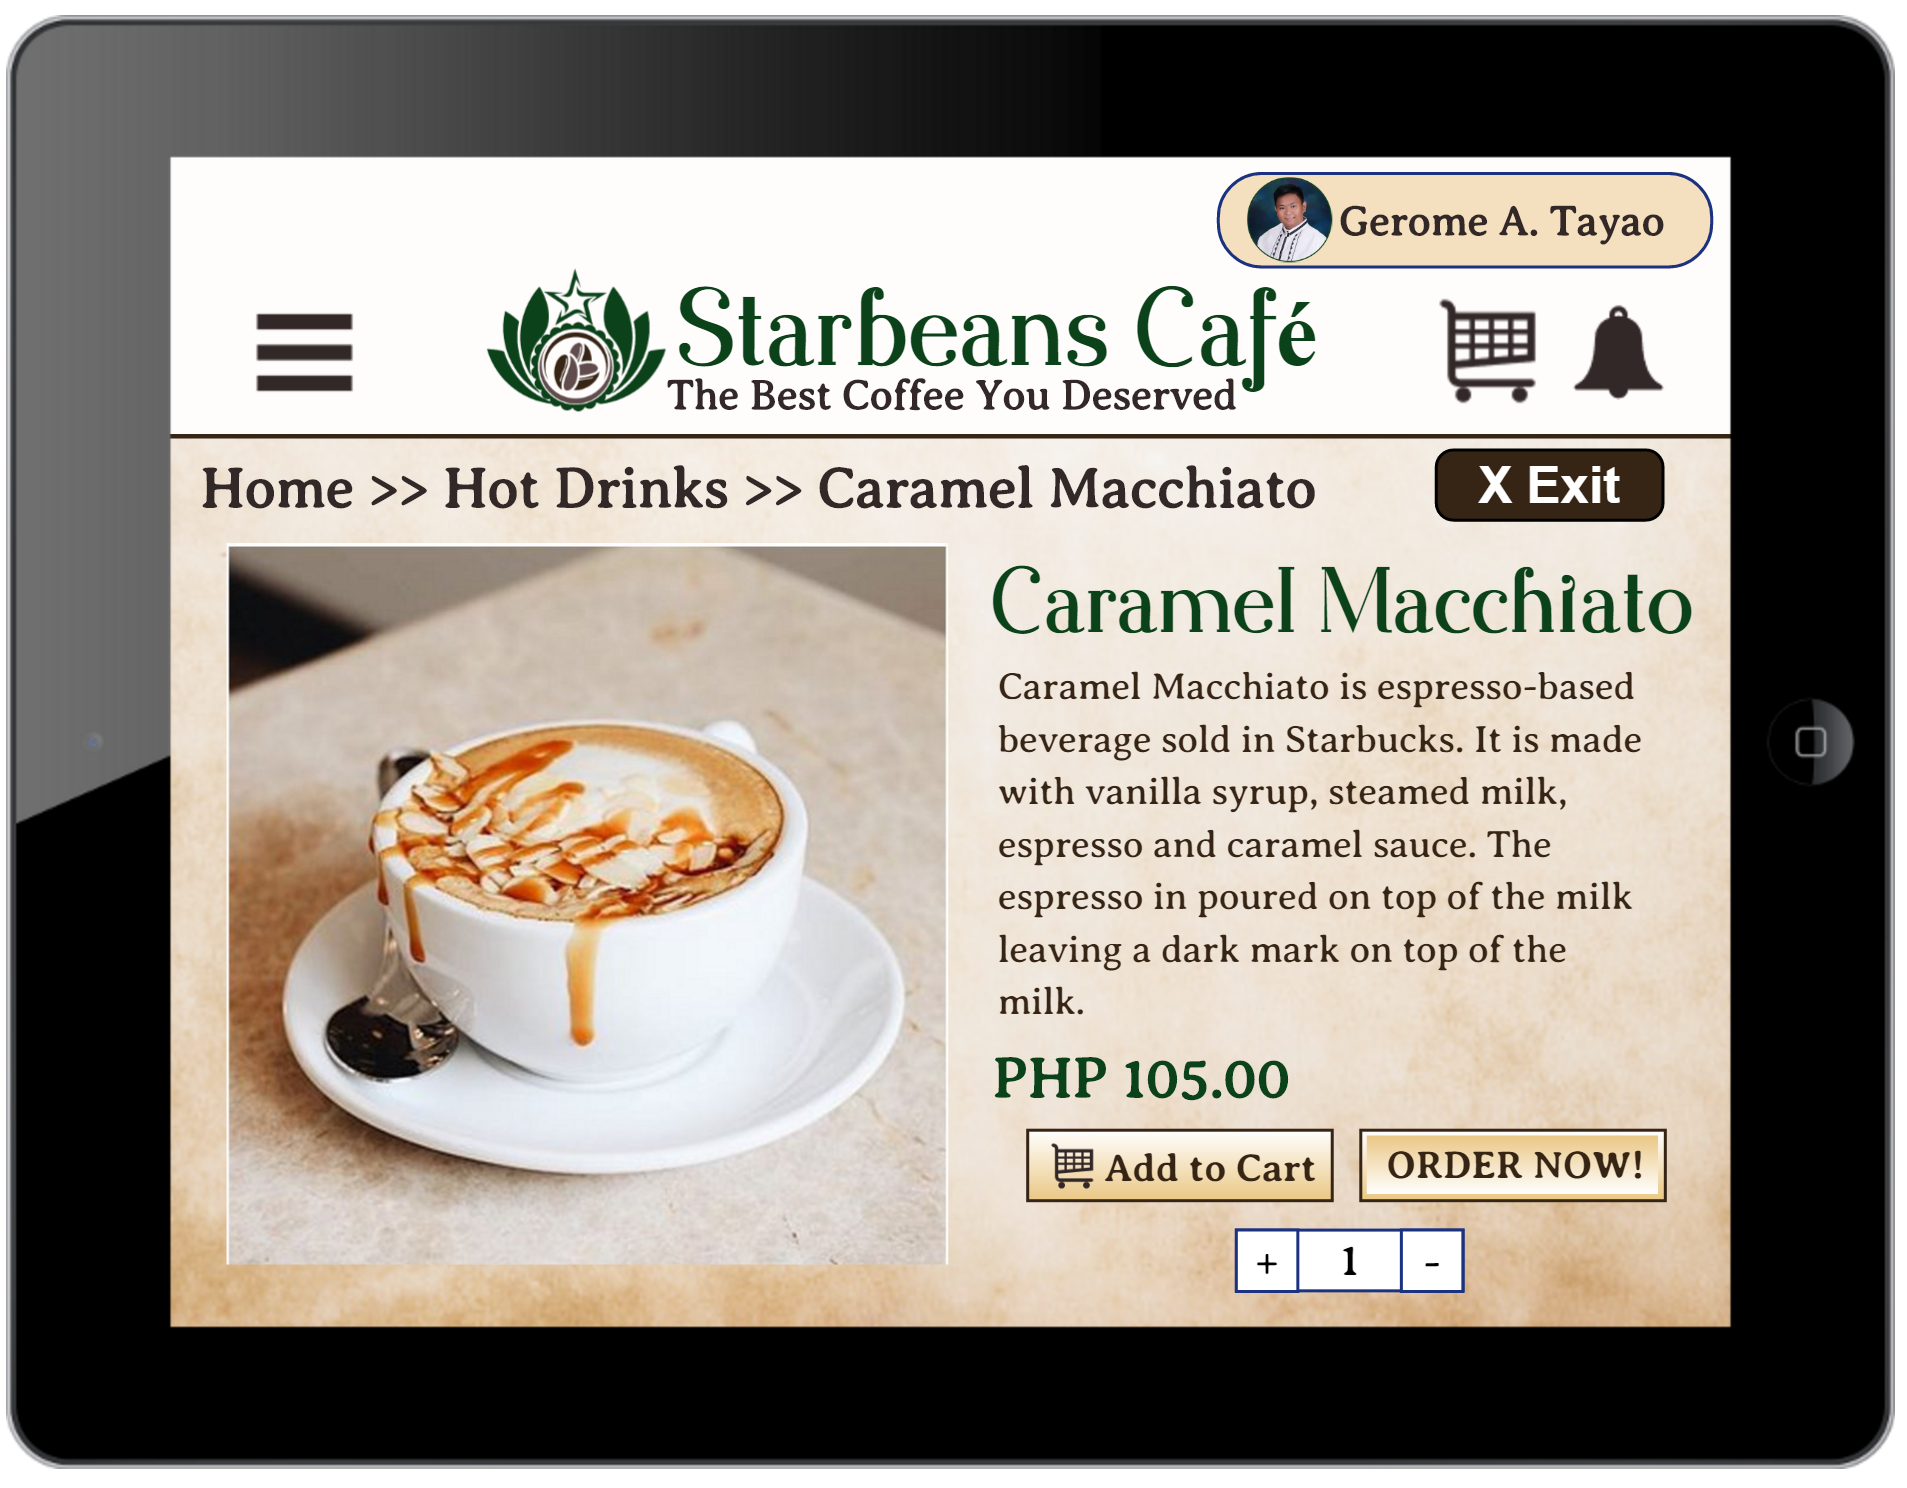 Gerome A. Tayao
Starbeans Café
The Best Coffee You Deserved
Home >> Hot Drinks >> Caramel Macchiato
X Exit
Caramel Macchiato
Caramel Macchiato is espresso-based
beverage sold in Starbucks. It is made
with vanilla syrup, steamed milk,
espresso and caramel sauce. The
espresso in poured on top of the milk
leaving a dark mark on top of the
milk.
PHP 105.00
Add to Cart
ORDER NOW!
+ 1 -